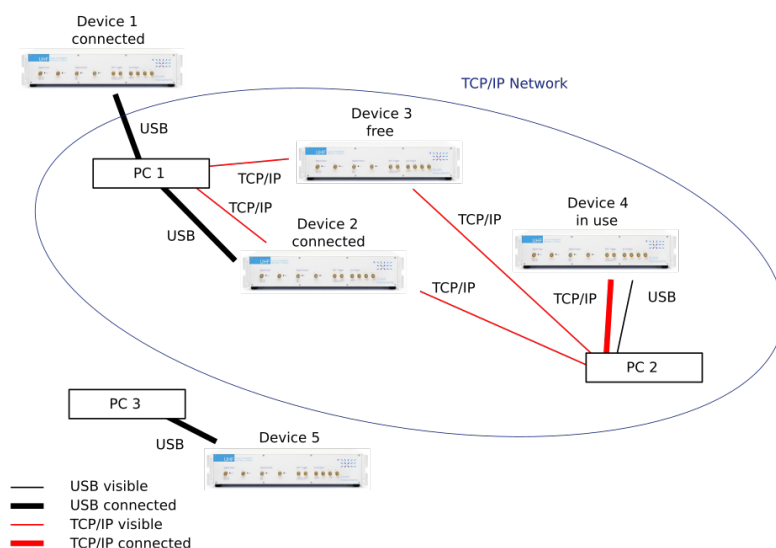 Device 1
connected
TCP/IP Network
USB
Device 3
free
PC 1
TCP/IP
TCP/IP
Device 4
in use
USB
Device 2
connected
TCP/IP
TCP/IP
TCP/IP
USB
PC 2
PC 3
USB
Device 5
USB visible
USB connected
TCP/IP visible
TCP/IP connected